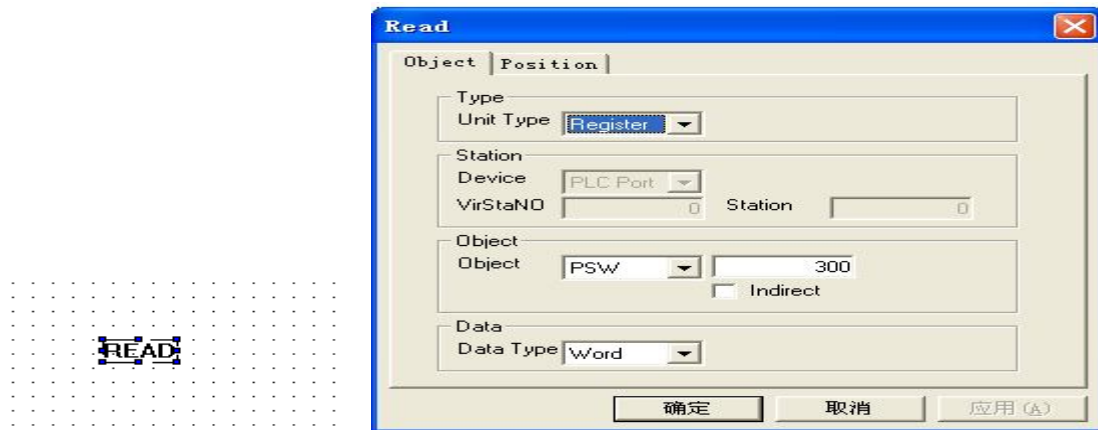 READ
Read
Object Position
Type
Unit Type Register
Station
Device PLC Port
VirStaNO 0 Station 0
Object
Object PSW 300
Indirect
Data
Data Type Word
确定 取消 应用(A)